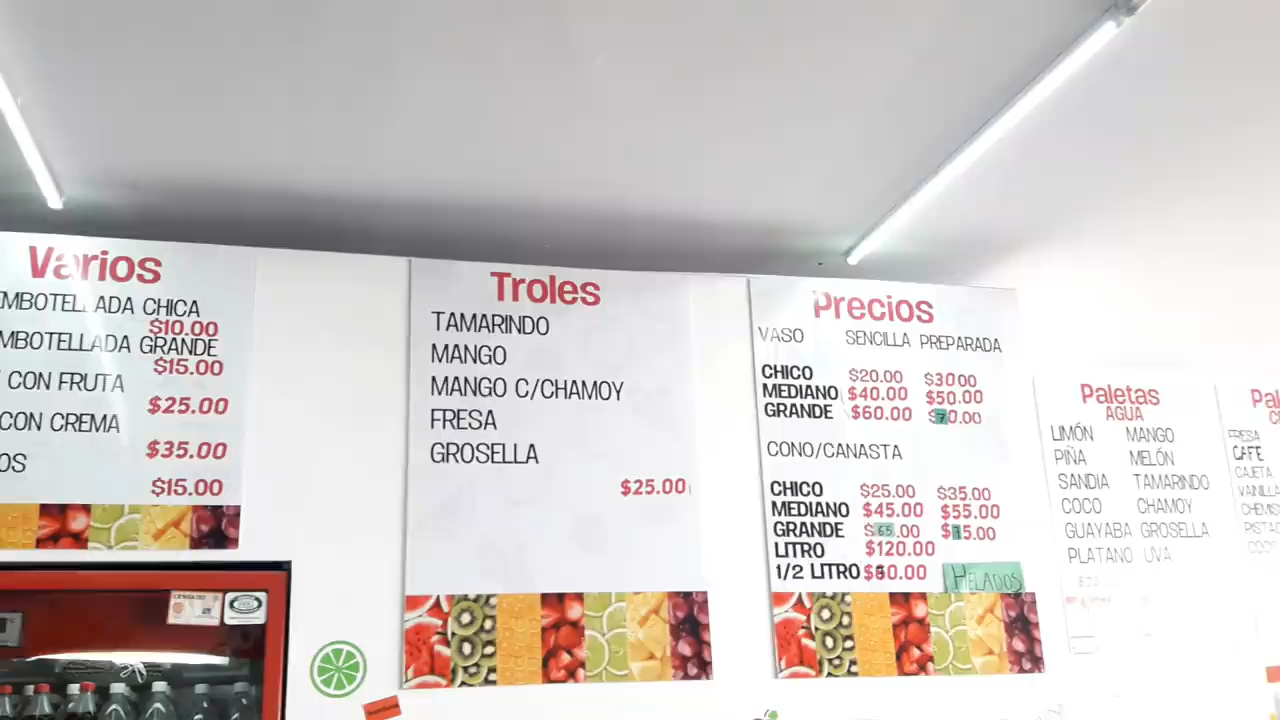 Varios
EMBOTELLADA CHICA
$10.00
EMBOTELLADA GRANDE
$15.00
CON FRUTA
$25.00
CON CREMA
$35.00
OS
$15.00
Troles
TAMARINDO
MANGO
MANGO C/CHAMOY
FRESA
GROSELLA
$25.00
Precios
VASO SENCILLA PREPARADA
CHICO $20.00 $30.00
MEDIANO $40.00 $50.00
GRANDE $60.00 $70.00
CONO/CANASTA
CHICO $25.00 $35.00
MEDIANO $45.00 $55.00
GRANDE $65.00 $75.00
LITRO $120.00
1/2 LITRO
HELADOS
Paletas
AGUA
LIMÓN MANGO
PIÑA MELÓN
SANDIA TAMARINDO
COCO CHAMOY
GUAYABA GROSELLA
PLATANO UVA
Pal
FRESA
CAFE
CAJETA
VAINILLA